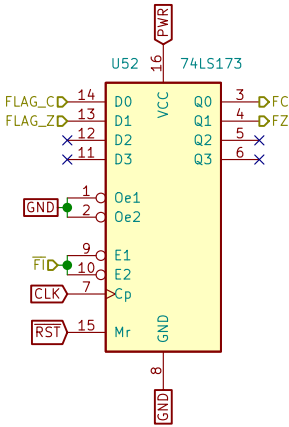 PWR
U52 74LS173
16
VCC
FLAG_C 14 D0 Q0 3 FC
FLAG_Z 13 D1 Q1 4 FZ
12 D2 Q2 5
11 D3 Q3 6
1 Oe1
GND
2 Oe2
9 E1
FI
10 E2
CLK 7 Cp
RST 15 Mr
GND
8
GND